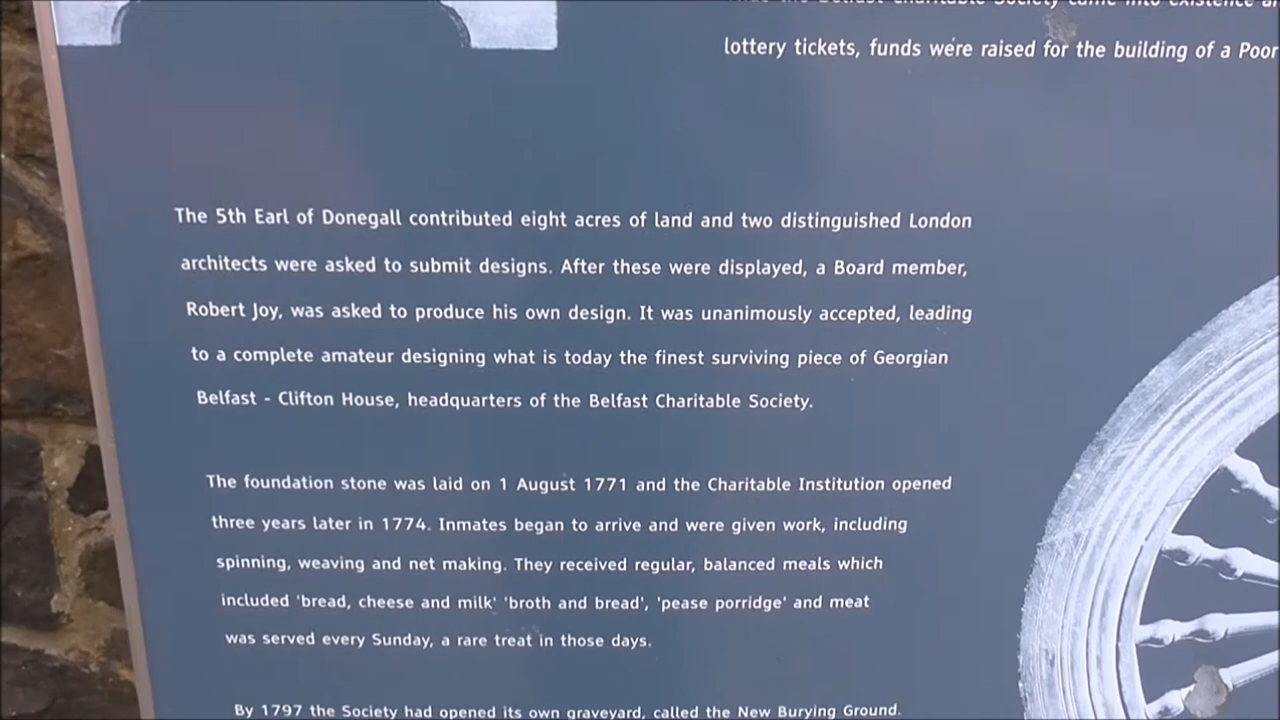 the Belfast Charitable Society came into existence
lottery tickets, funds were raised for the building of a Poor
The 5th Earl of Donegall contributed eight acres of land and two distinguished London
architects were asked to submit designs. After these were displayed, a Board member,
Robert Joy, was asked to produce his own design. It was unanimously accepted, leading
to a complete amateur designing what is today the finest surviving piece of Georgian
Belfast - Clifton House, headquarters of the Belfast Charitable Society.
The foundation stone was laid on 1 August 1771 and the Charitable Institution opened
three years later in 1774. Inmates began to arrive and were given work, including
spinning, weaving and net making. They received regular, balanced meals which
included 'bread, cheese and milk' 'broth and bread', 'pease porridge' and meat
was served every Sunday, a rare treat in those days.
By 1797 the Society had opened its own graveyard, called the New Burying Ground.